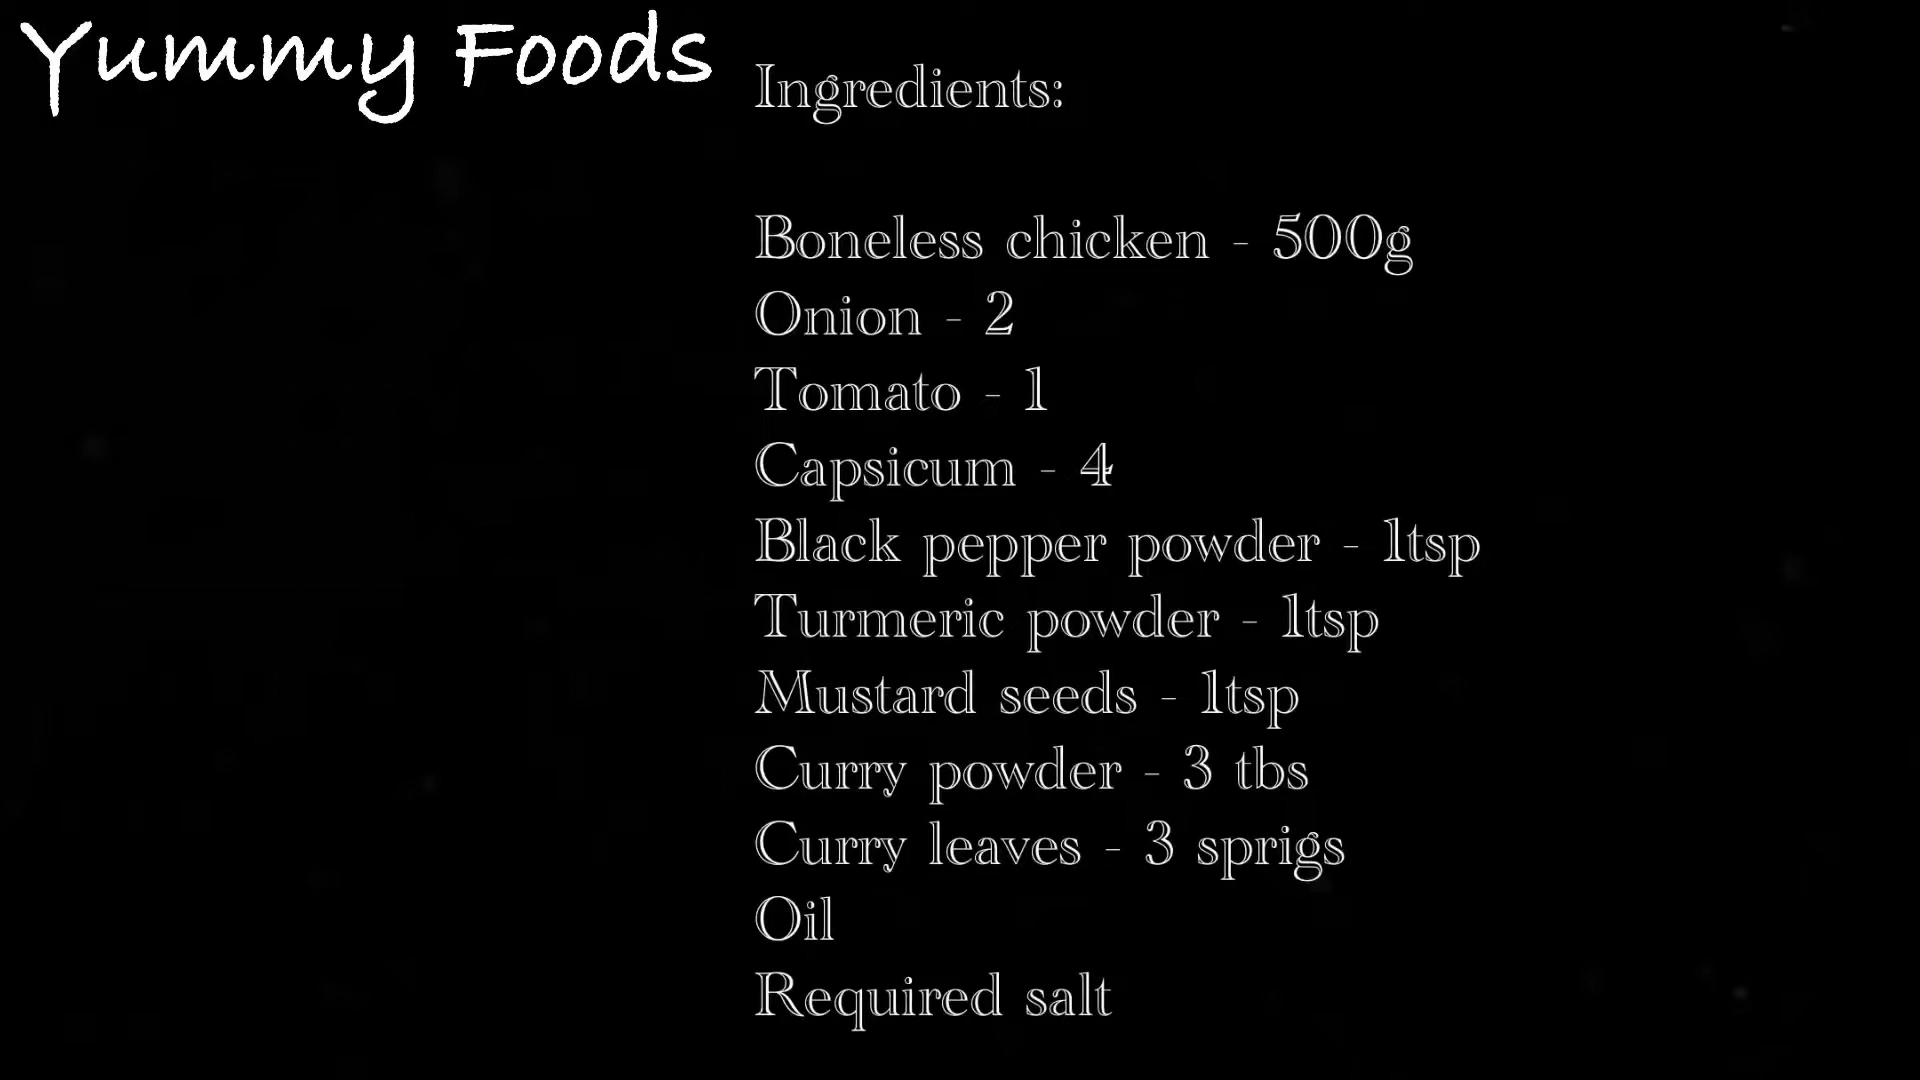 Yummy Foods
Ingredients:
Boneless chicken - 500g
Onion - 2
Tomato - 1
Capsicum - 4
Black pepper powder - 1tsp
Turmeric powder - 1tsp
Mustard seeds - 1tsp
Curry powder - 3 tbs
Curry leaves - 3 sprigs
Oil
Required salt